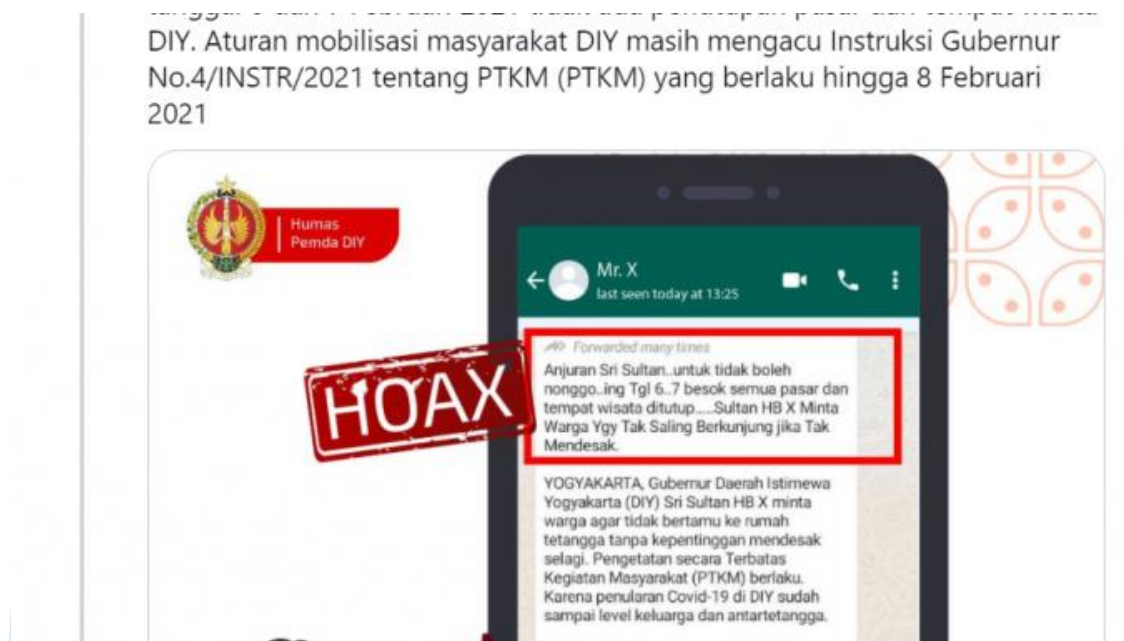 DIY. Aturan mobilisasi masyarakat DIY masih mengacu Instruksi Gubernur
No.4/INSTR/2021 tentang PTKM (PTKM) yang berlaku hingga 8 Februari
2021
Humas
Pemda DIY
Mr. X
last seen today at 13:25
HOAX
Forwarded many times
Anjuran Sri Sultan..untuk tidak boleh
nonggo..ing Tgl 6..7 besok semua pasar dan
tempat wisata ditutup.....Sultan HB X Minta
Warga Ygy Tak Saling Berkunjung jika Tak
Mendesak.
YOGYAKARTA, Gubernur Daerah Istimewa
Yogyakarta (DIY) Sri Sultan HB X minta
warga agar tidak bertamu ke rumah
tetangga tanpa kepentinggan mendesak
selagi. Pengetatan secara Terbatas
Kegiatan Masyarakat (PTKM) berlaku.
Karena penularan Covid-19 di DIY sudah
sampai level keluarga dan antartetangga.